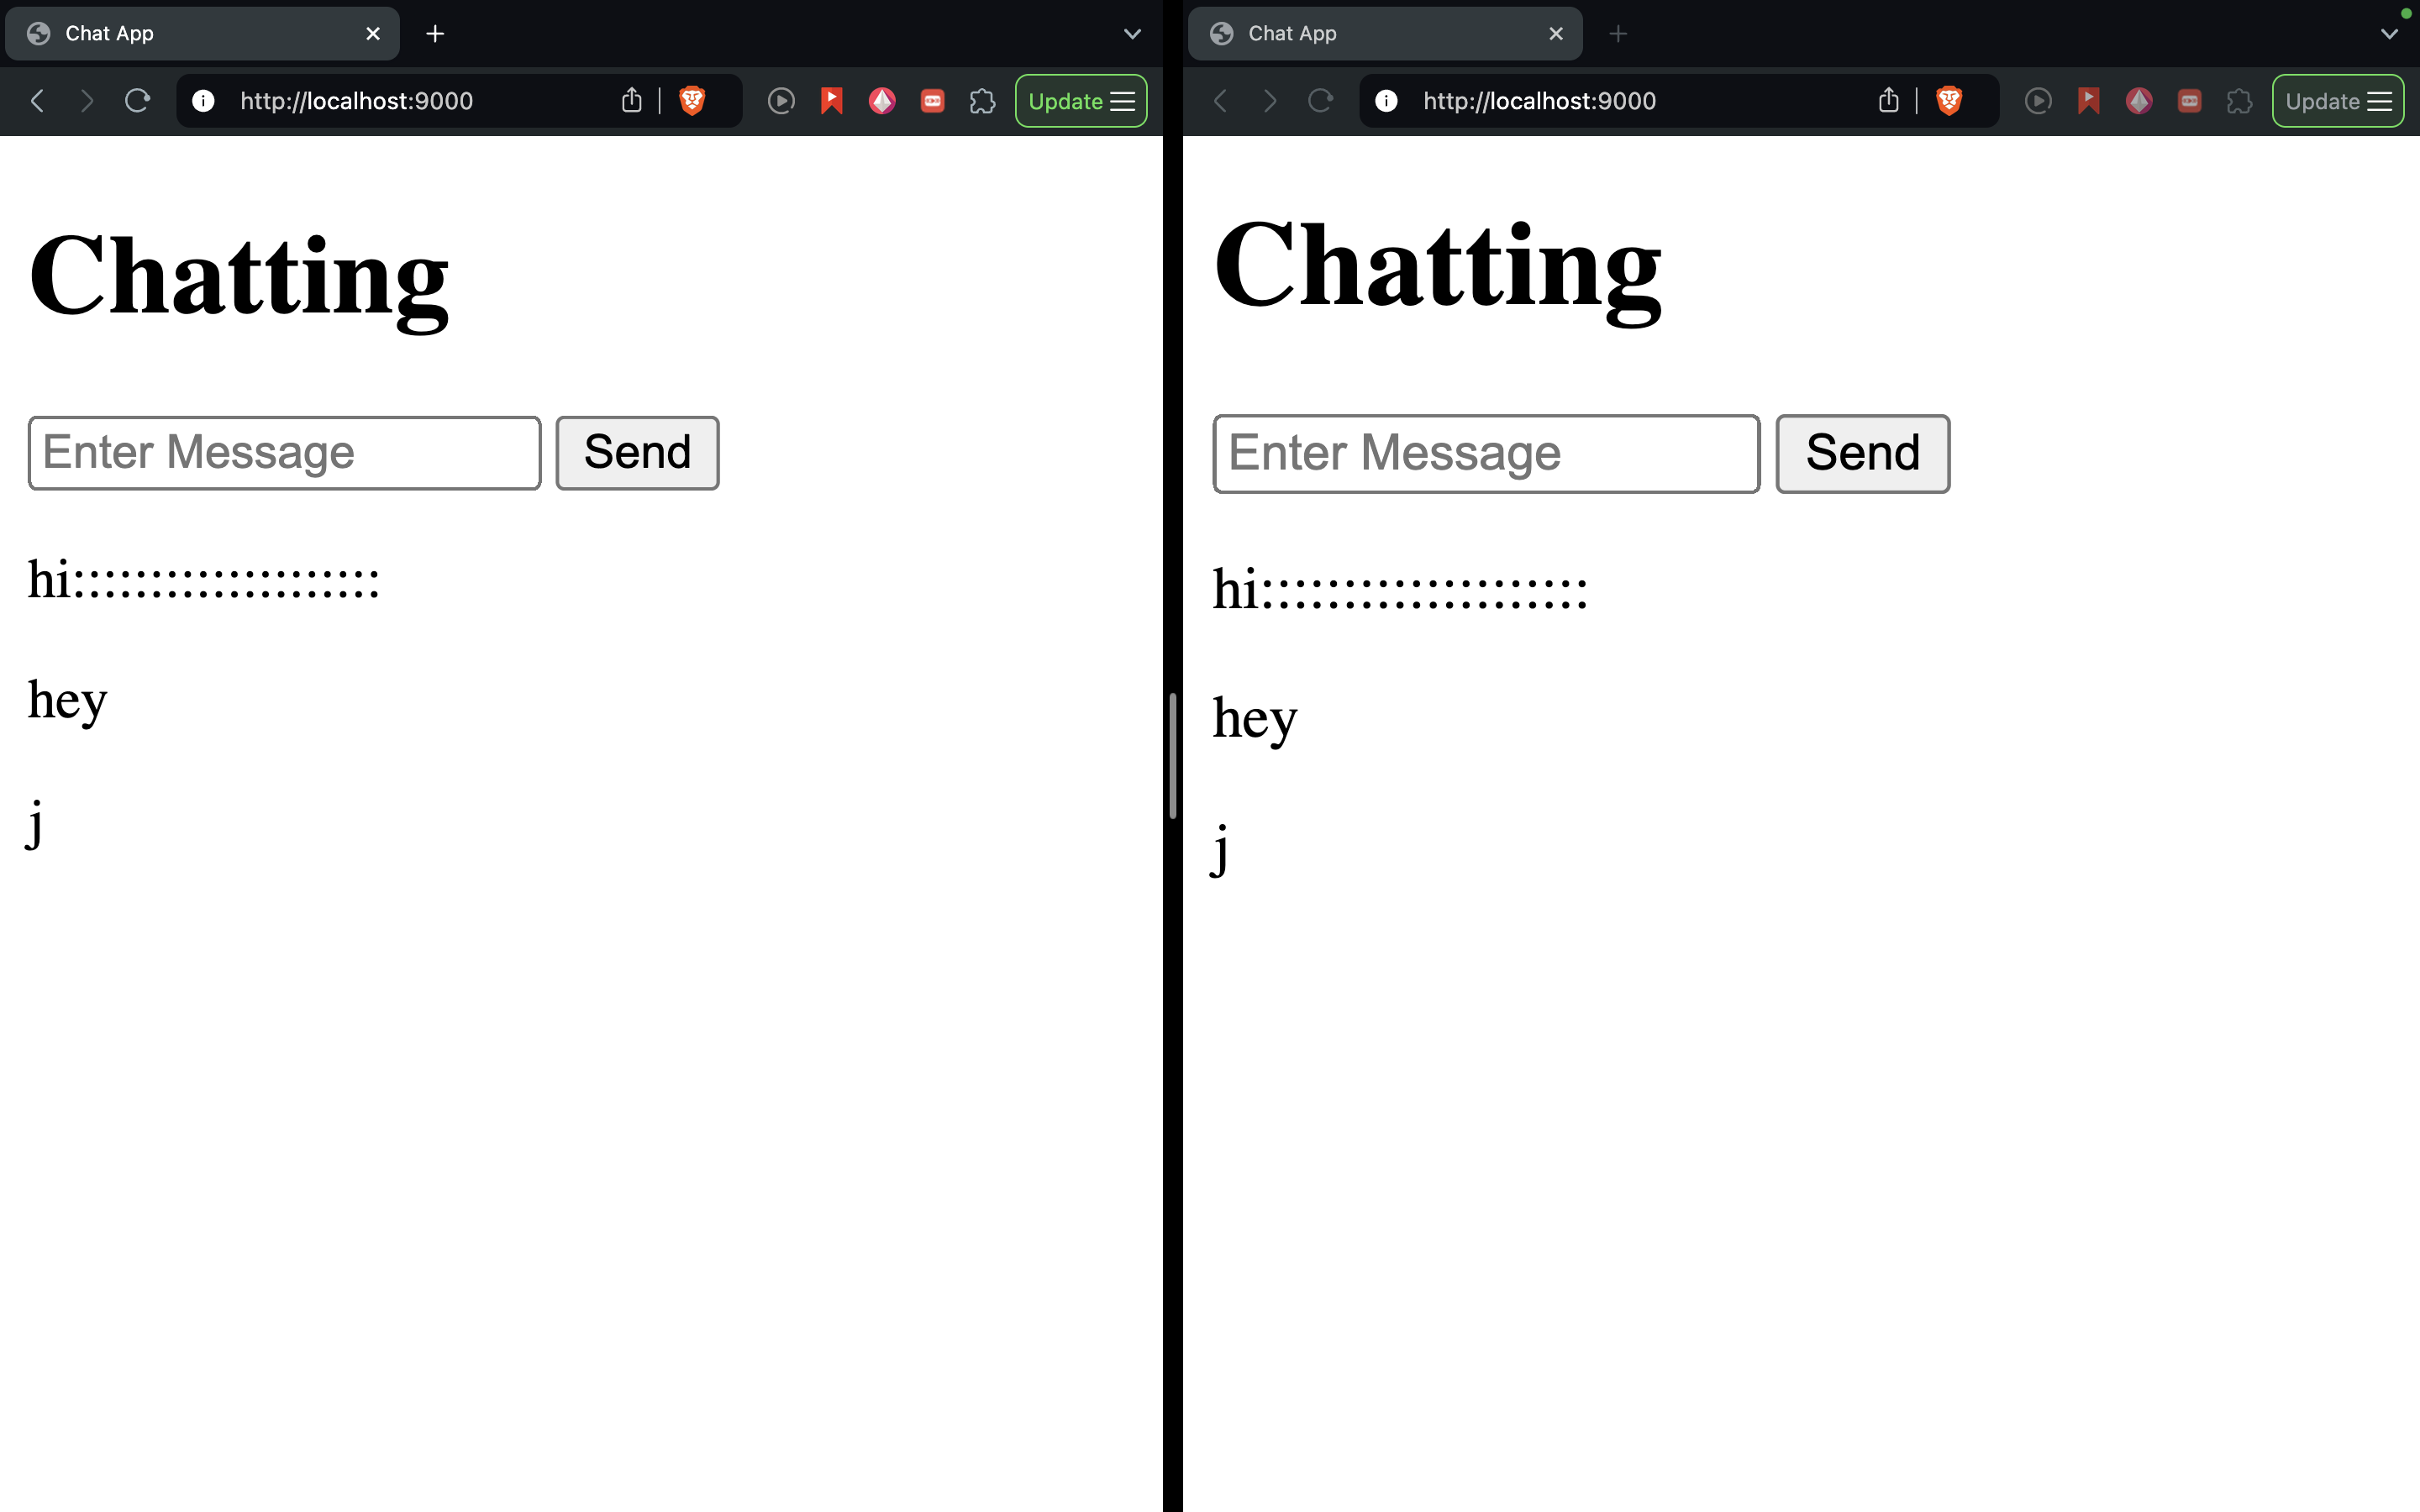 Chat App
http://localhost:9000
Update
Chatting
Enter Message
Send
hi::::::::::::::::::::
hey
j
Chat App
http://localhost:9000
Update
Chatting
Enter Message
Send
hi::::::::::::::::::::
hey
j